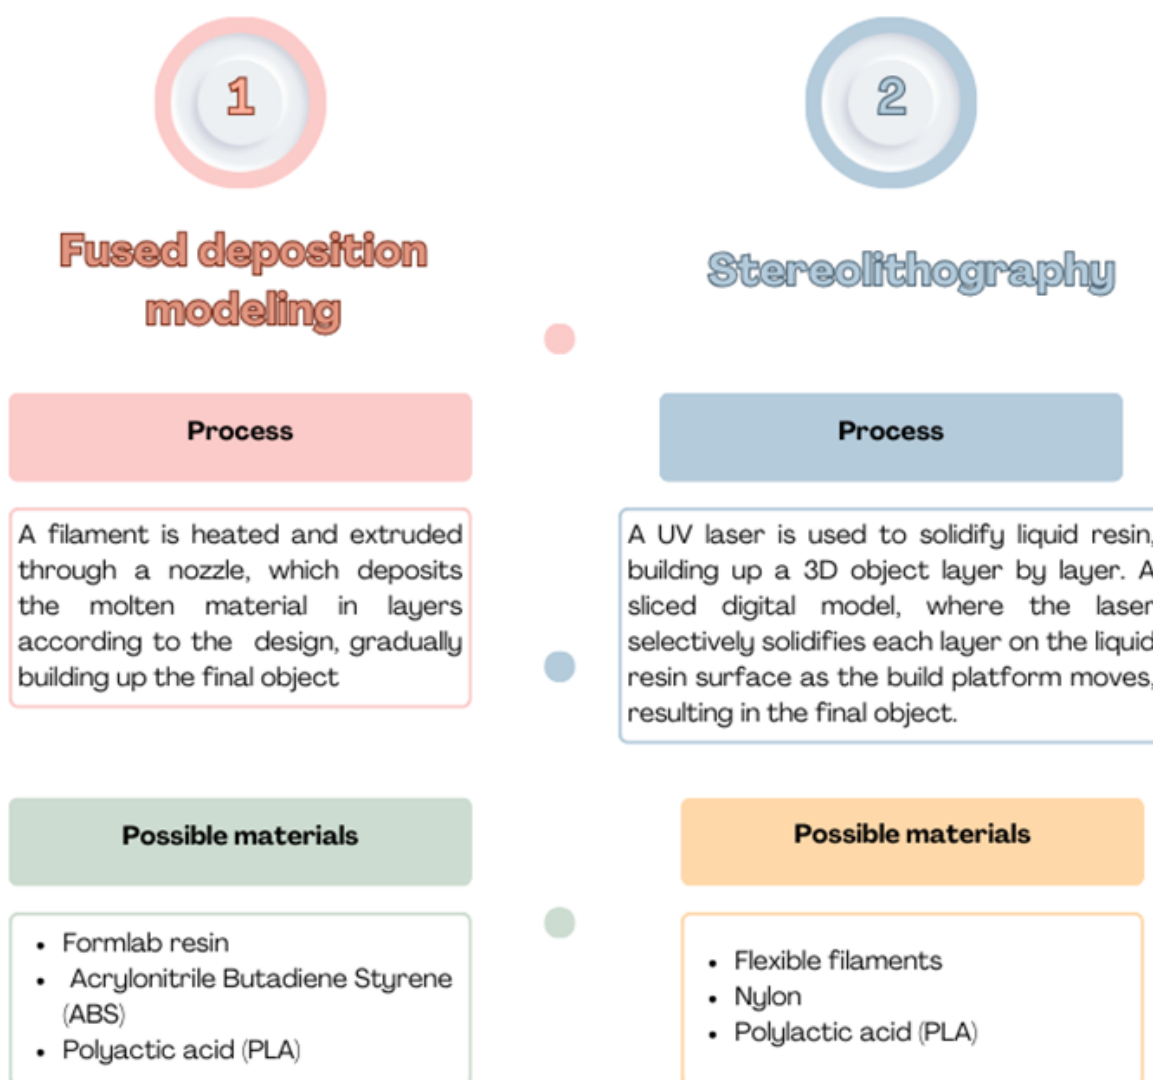 1
Fused deposition
modeling
Process
A filament is heated and extruded
through a nozzle, which deposits
the molten material in layers
according to the design, gradually
building up the final object
Possible materials
• Formlab resin
• Acrylonitrile Butadiene Styrene
(ABS)
• Polyactic acid (PLA)
2
Stereolithography
Process
A UV laser is used to solidify liquid resin,
building up a 3D object layer by layer. A
sliced digital model, where the laser
selectively solidifies each layer on the liquid
resin surface as the build platform moves,
resulting in the final object.
Possible materials
• Flexible filaments
• Nylon
• Polylactic acid (PLA)